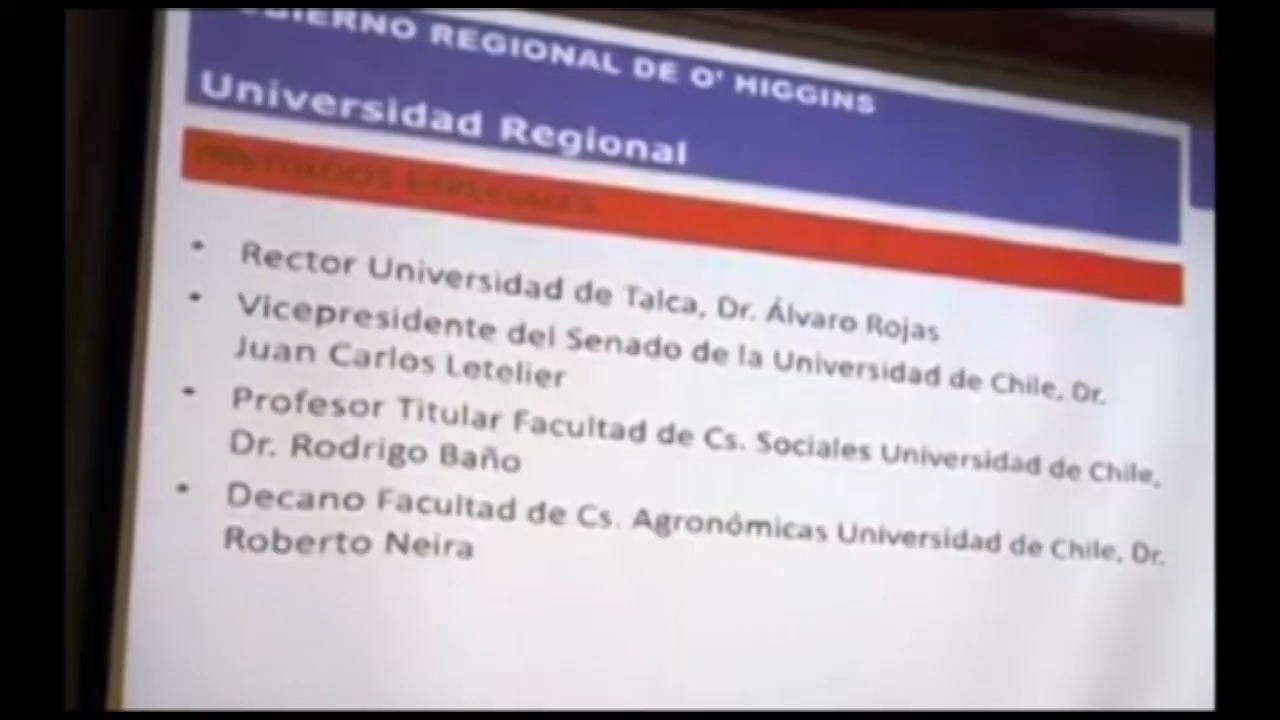 GOBIERNO REGIONAL DE O' HIGGINS
Universidad Regional
INVITADOS ESPECIALES
• Rector Universidad de Talca, Dr. Álvaro Rojas
• Vicepresidente del Senado de la Universidad de Chile, Dr.
Juan Carlos Letelier
• Profesor Titular Facultad de Cs. Sociales Universidad de Chile,
Dr. Rodrigo Baño
• Decano Facultad de Cs. Agronómicas Universidad de Chile, Dr.
Roberto Neira